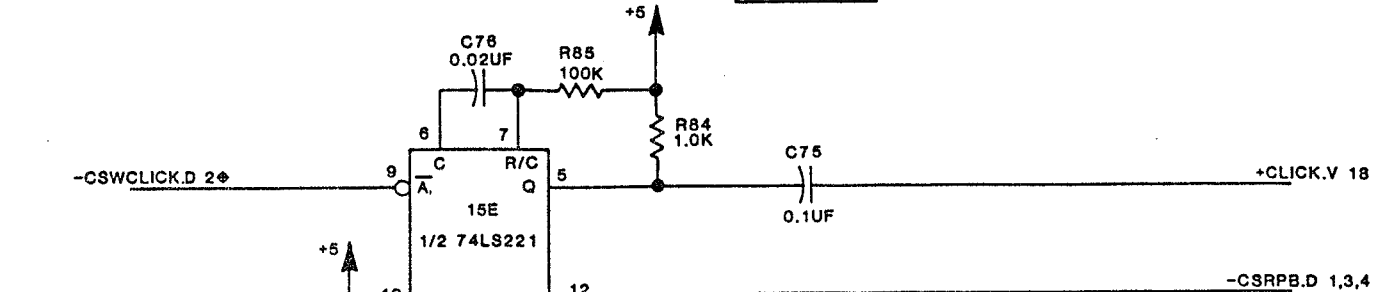 +5
C76
0.02UF
R85
100K
R84
1.0K
6
7
C
R/C
C75
-CSWCLICK.D 2⌖
9
A,
Q
5
+CLICK.V 18
15E
0.1UF
1/2 74LS221
+5
12
-CSRPB.D 1,3,4